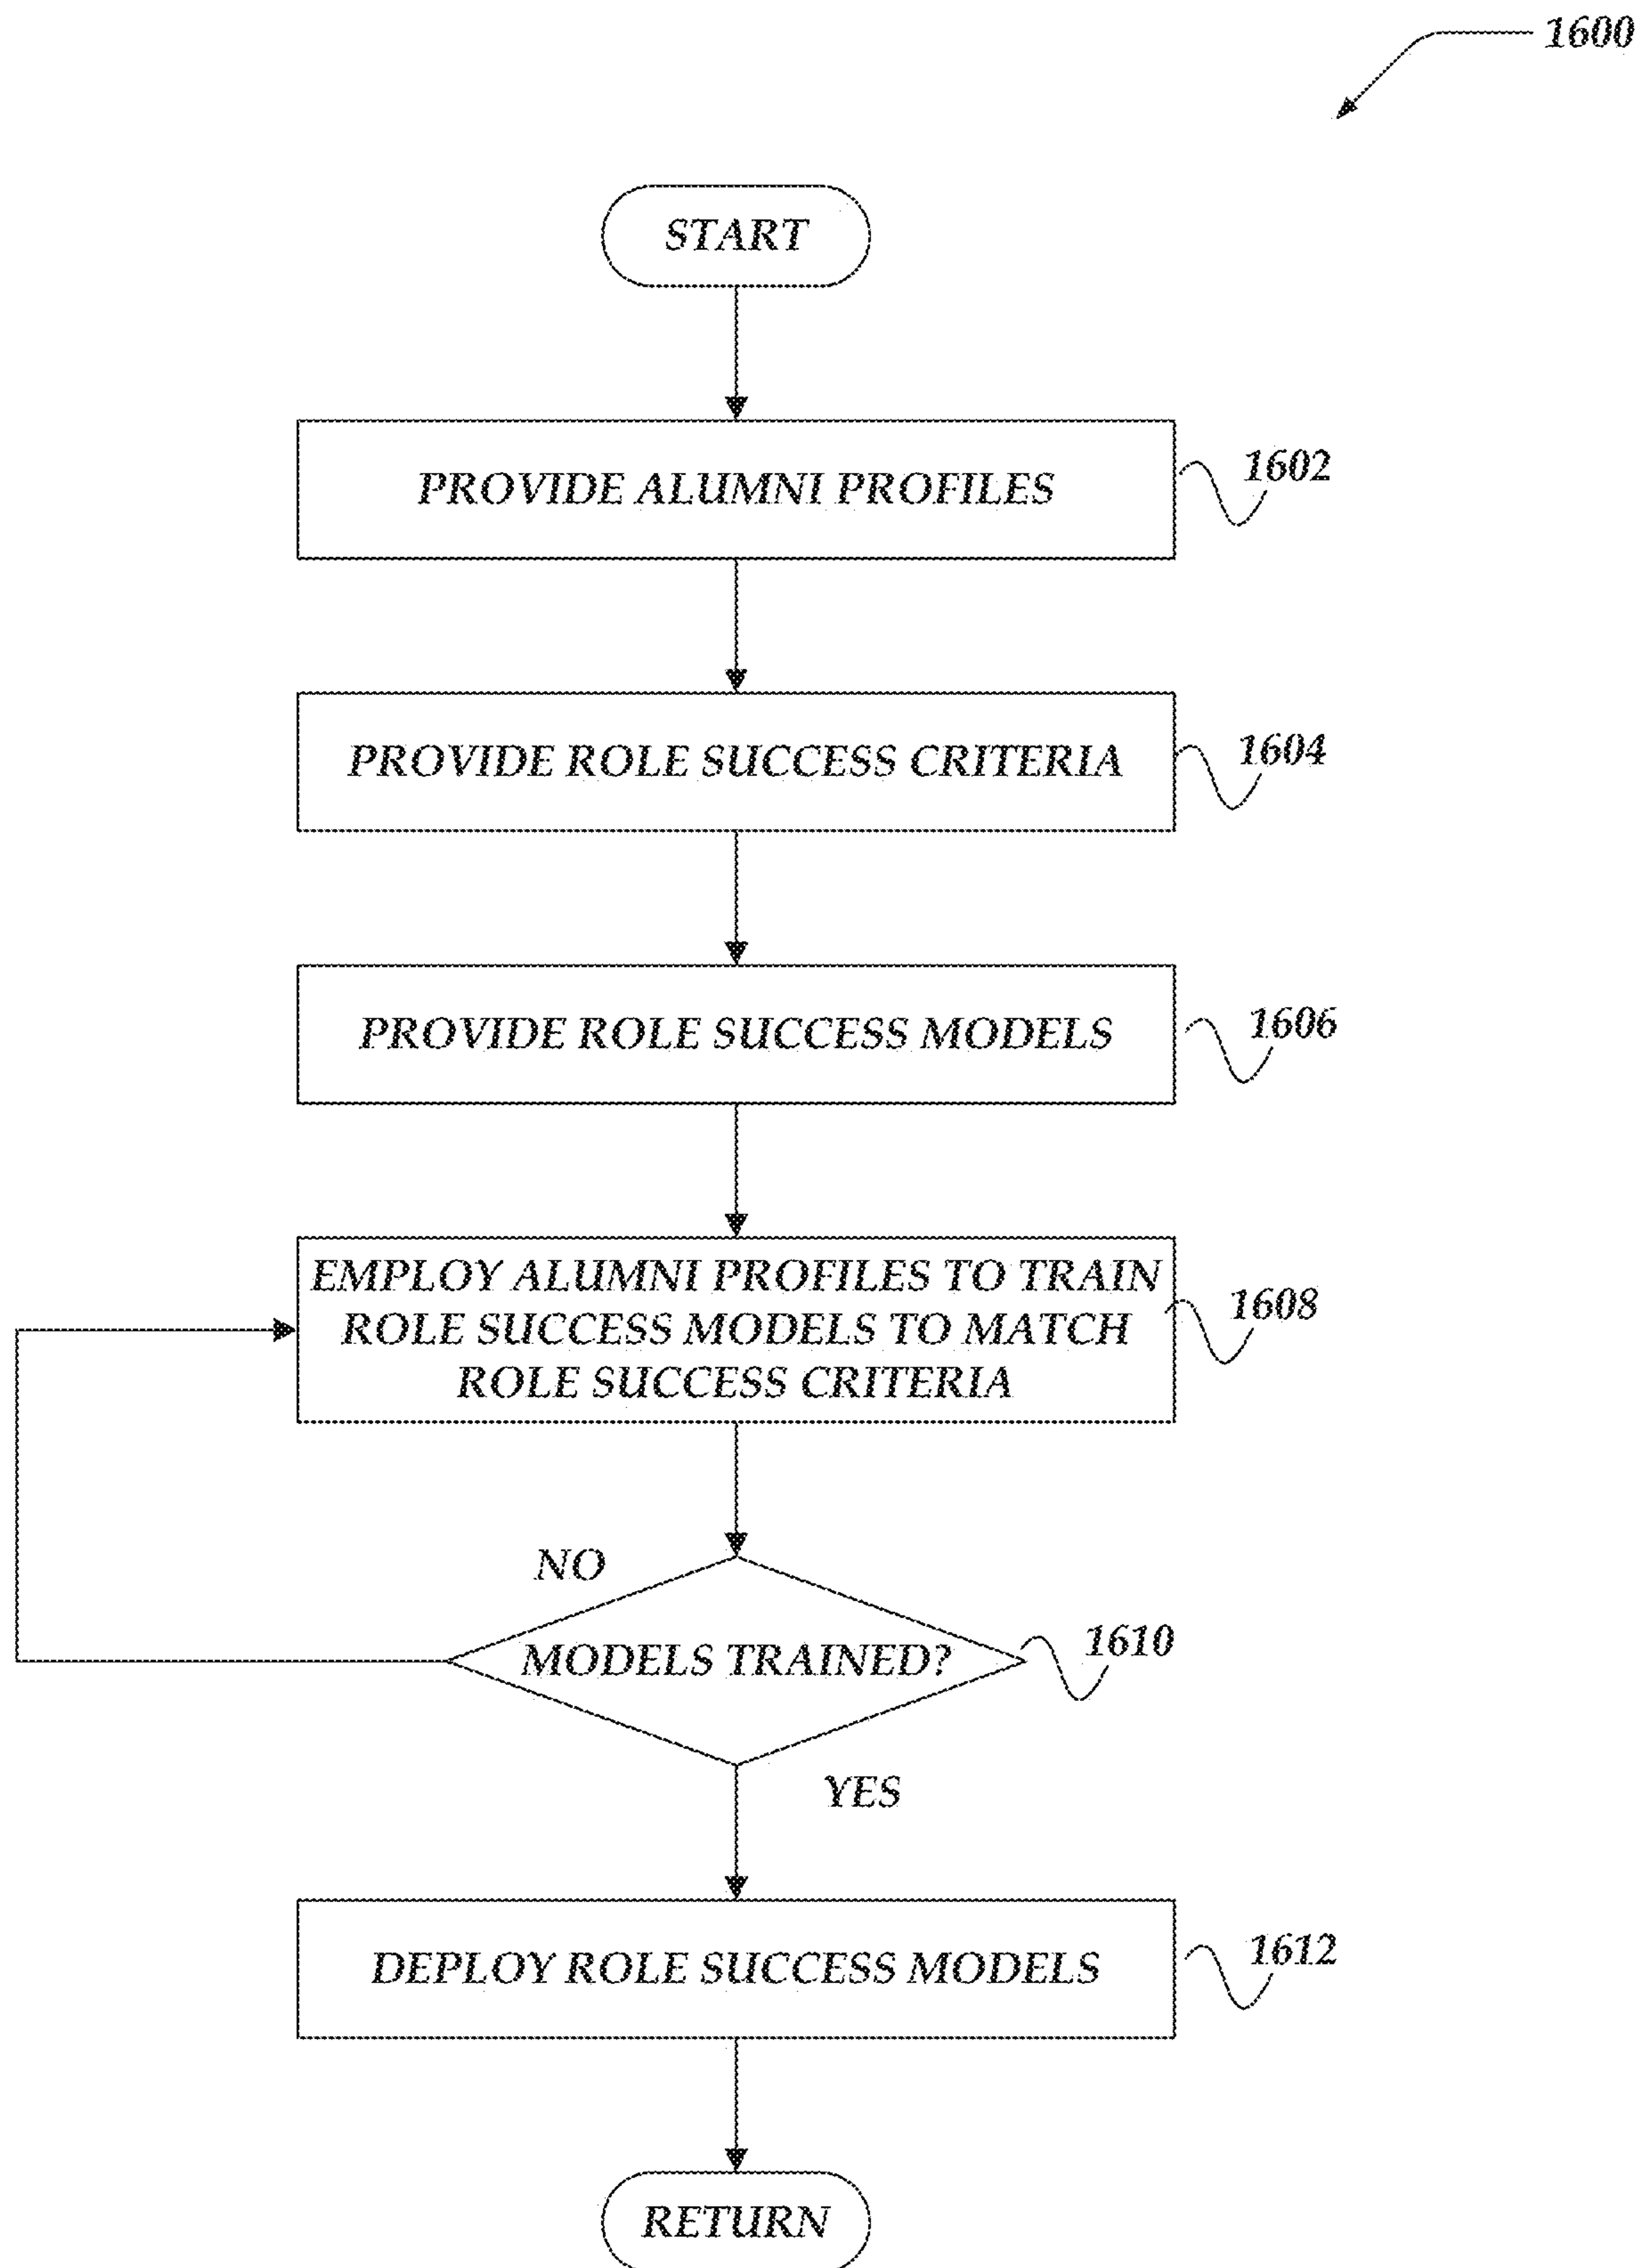 1600
START
PROVIDE ALUMNI PROFILES
1602
PROVIDE ROLE SUCCESS CRITERIA
1604
PROVIDE ROLE SUCCESS MODELS
1606
EMPLOY ALUMNI PROFILES TO TRAIN
ROLE SUCCESS MODELS TO MATCH
ROLE SUCCESS CRITERIA
1608
NO
MODELS TRAINED?
1610
YES
DEPLOY ROLE SUCCESS MODELS
1612
RETURN